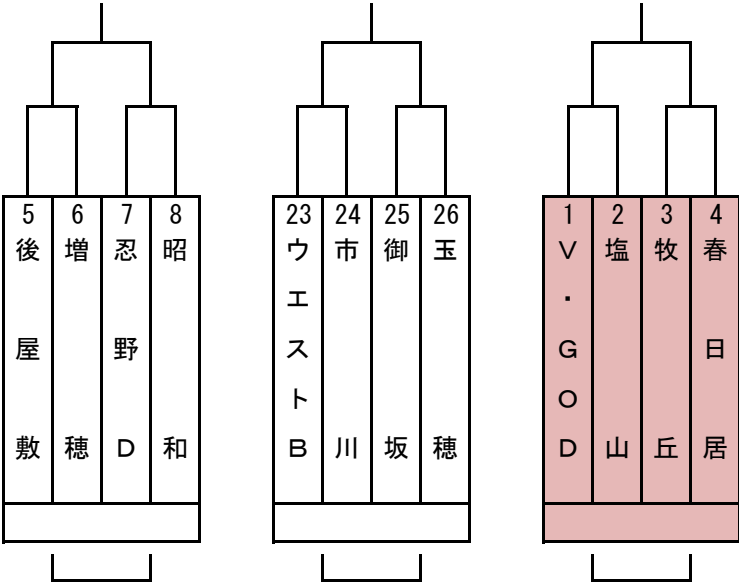 5 後屋敷
6 増穂
7 忍野D
8 昭和
23 ウエストB
24 市川
25 御坂
26 玉穂
1 V・GOD
2 塩山
3 牧丘
4 春日居